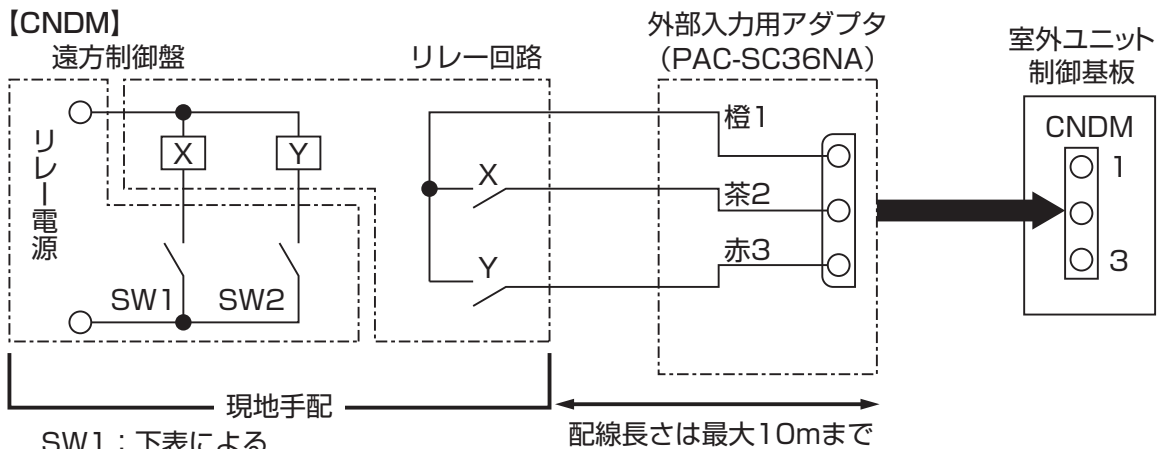 【CNDM】
遠方制御盤
リレー回路
外部入力用アダプタ
（PAC-SC36NA）
室外ユニット
制御基板
リレー電源
X
Y
SW1
SW2
X
Y
橙1
茶2
赤3
CNDM
1
3
現地手配
配線長さは最大10mまで
SW1：下表による